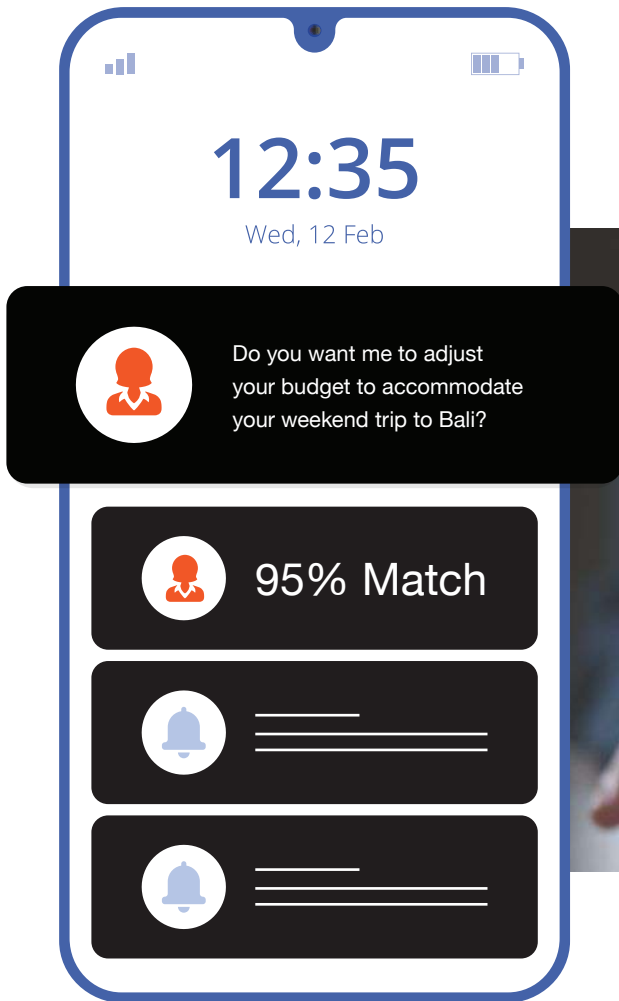 12:35
Wed, 12 Feb
Do you want me to adjust
your budget to accommodate
your weekend trip to Bali?
95% Match